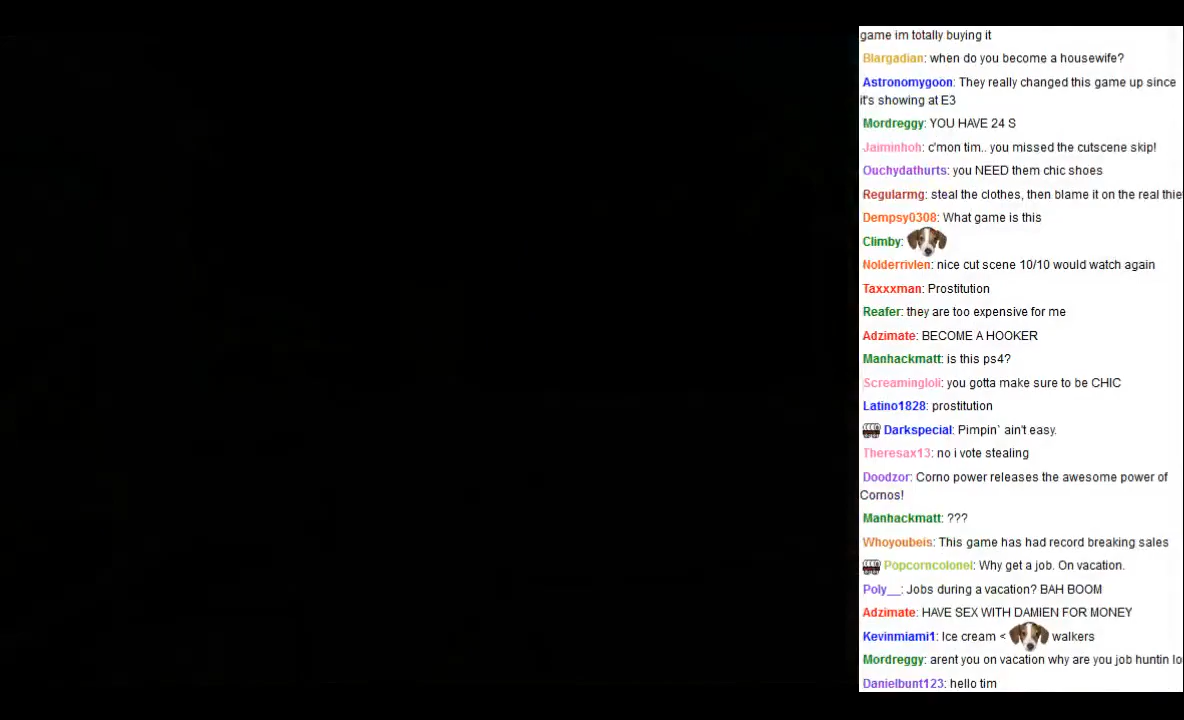 game im totally buying it
Blargadian: when do you become a housewife?
Astronomygoon: They really changed this game up since
it's showing at E3
Mordreggy: YOU HAVE 24 S
Jaiminhoh: c'mon tim.. you missed the cutscene skip!
Ouchydathurts: you NEED them chic shoes
Regularmg: steal the clothes, then blame it on the real thie
Dempsy0308: What game is this
Climby:
Nolderrivlen: nice cut scene 10/10 would watch again
Taxxxman: Prostitution
Reafer: they are too expensive for me
Adzimate: BECOME A HOOKER
Manhackmatt: is this ps4?
Screamingloli: you gotta make sure to be CHIC
Latino1828: prostitution
Darkspecial: Pimpin` ain't easy.
Theresax13: no i vote stealing
Doodzor: Corno power releases the awesome power of
Cornos!
Manhackmatt: ???
Whoyoubeis: This game has had record breaking sales
Popcorncolonel: Why get a job. On vacation.
Poly__: Jobs during a vacation? BAH BOOM
Adzimate: HAVE SEX WITH DAMIEN FOR MONEY
Kevinmiami1: Ice cream < walkers
Mordreggy: arent you on vacation why are you job huntin lo
Danielbunt123: hello tim